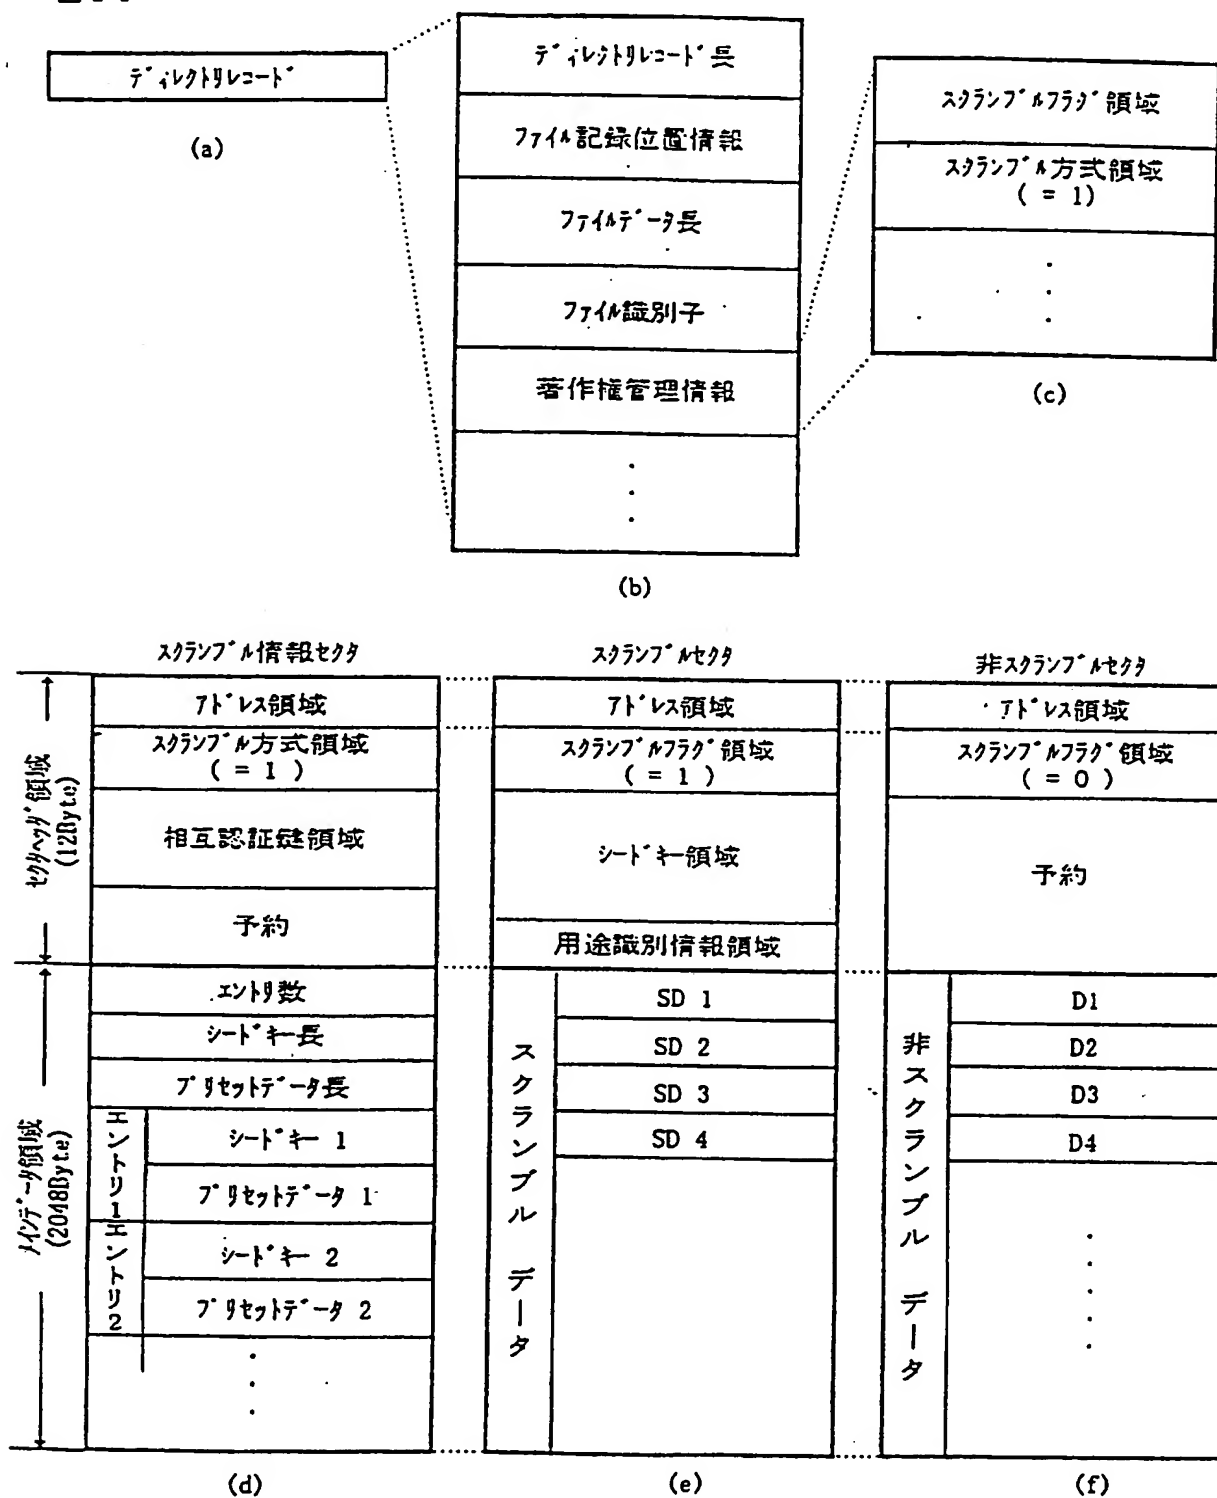 ディレクトリレコード
(a)
ディレクトリレコード長
ファイル記録位置情報
ファイルデータ長
ファイル識別子
著作権管理情報
(b)
スクランブルフラグ領域
スクランブル方式領域
( = 1)
(c)
スクランブル情報セクタ
セクタヘッダ領域
(12Byte)
メインデータ領域
(2048Byte)
アドレス領域
スクランブル方式領域
( = 1 )
相互認証鍵領域
予約
エントリ数
シードキー長
プリセットデータ長
エントリ1
シードキー 1
プリセットデータ 1
エントリ2
シードキー 2
プリセットデータ 2
(d)
スクランブルセクタ
アドレス領域
スクランブルフラグ領域
( = 1 )
シードキー領域
用途識別情報領域
スクランブル データ
SD 1
SD 2
SD 3
SD 4
(e)
非スクランブルセクタ
アドレス領域
スクランブルフラグ領域
( = 0 )
予約
非スクランブル データ
D1
D2
D3
D4
(f)